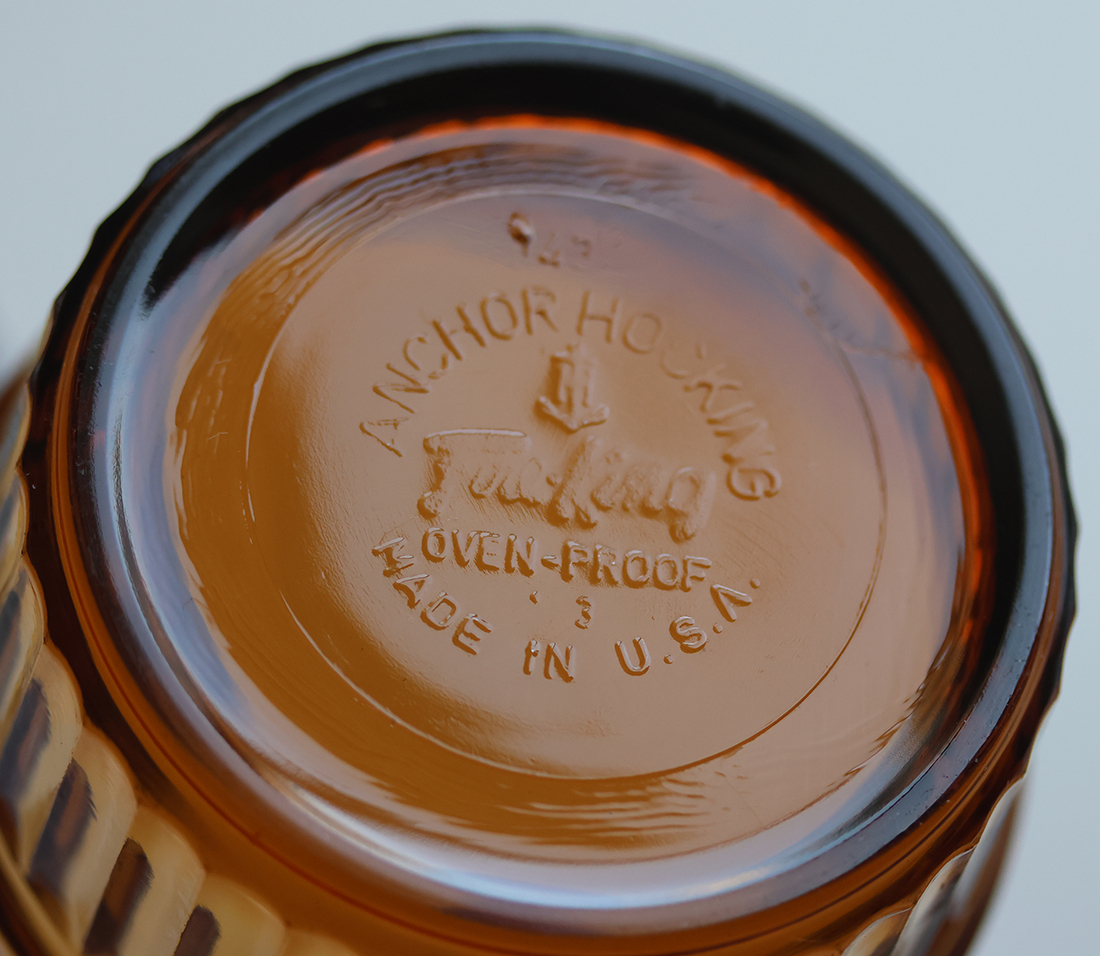 ANCHOR HOCKING
Fire-King
OVEN-PROOF
3
MADE IN U.S.A.